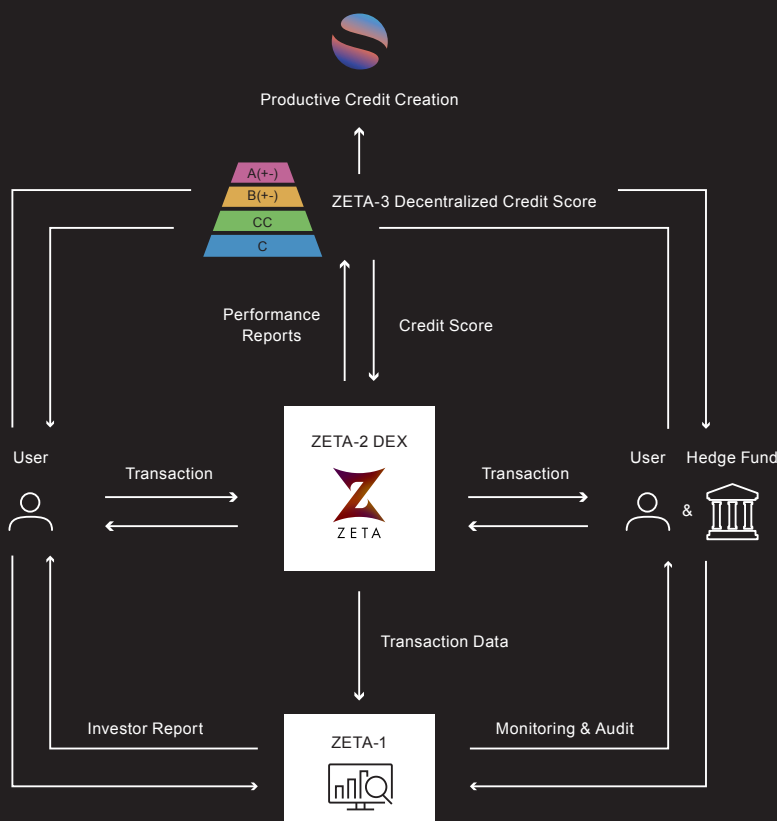 Productive Credit Creation
A(+-)
B(+-)
CC
C
ZETA-3 Decentralized Credit Score
Performance
Reports
Credit Score
ZETA-2 DEX
ZETA
User
Transaction
Transaction
User
Hedge Fund
&
Transaction Data
Investor Report
Monitoring & Audit
ZETA-1